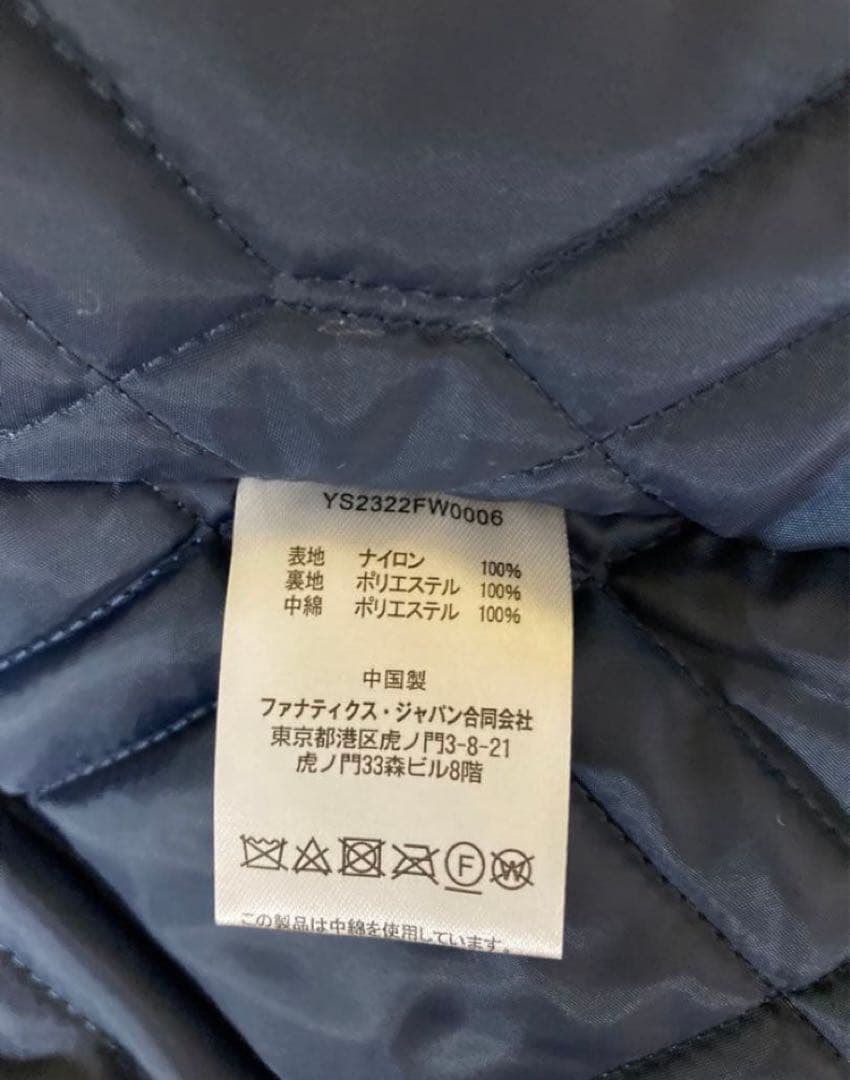 YS2322FW0006
表地 ナイロン 100%
裏地 ポリエステル 100%
中綿 ポリエステル 100%
中国製
ファナティクス・ジャパン合同会社
東京都港区虎ノ門3-8-21
虎ノ門33森ビル8階
F W
この製品は中綿を使用しています。